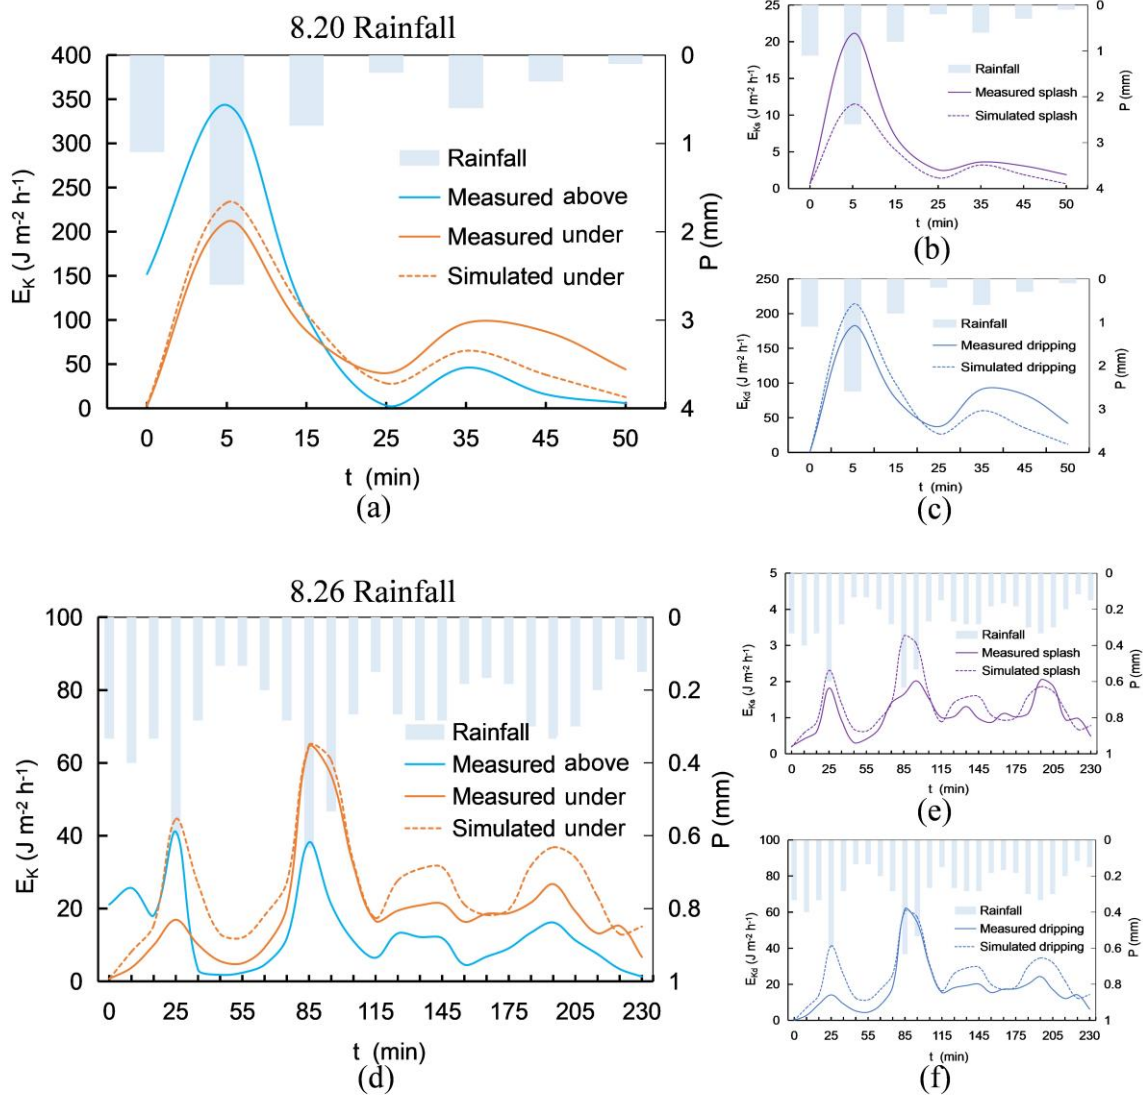 8.20 Rainfall
400
350
300
250
200
150
100
50
0
E_K (J m⁻² h⁻¹)
0
1
2
3
4
P (mm)
Rainfall
Measured above
Measured under
Simulated under
0 5 15 25 35 45 50
t (min)
(a)
25
20
15
10
5
0
E_Ks (J m⁻² h⁻¹)
0
1
2
3
4
P (mm)
Rainfall
Measured splash
Simulated splash
0 5 15 25 35 45 50
t (min)
(b)
250
200
150
100
50
0
E_Kd (J m⁻² h⁻¹)
0
1
2
3
4
P (mm)
Rainfall
Measured dripping
Simulated dripping
0 5 15 25 35 45 50
t (min)
(c)
8.26 Rainfall
100
80
60
40
20
0
E_K (J m⁻² h⁻¹)
0
0.2
0.4
0.6
0.8
1
P (mm)
Rainfall
Measured above
Measured under
Simulated under
0 25 55 85 115 145 175 205 230
t (min)
(d)
5
4
3
2
1
0
E_Ks (J m⁻² h⁻¹)
0
0.2
0.4
0.6
0.8
1
P (mm)
Rainfall
Measured splash
Simulated splash
0 25 55 85 115 145 175 205 230
t (min)
(e)
100
80
60
40
20
0
E_Kd (J m⁻² h⁻¹)
0
0.2
0.4
0.6
0.8
1
P (mm)
Rainfall
Measured dripping
Simulated dripping
0 25 55 85 115 145 175 205 230
t (min)
(f)